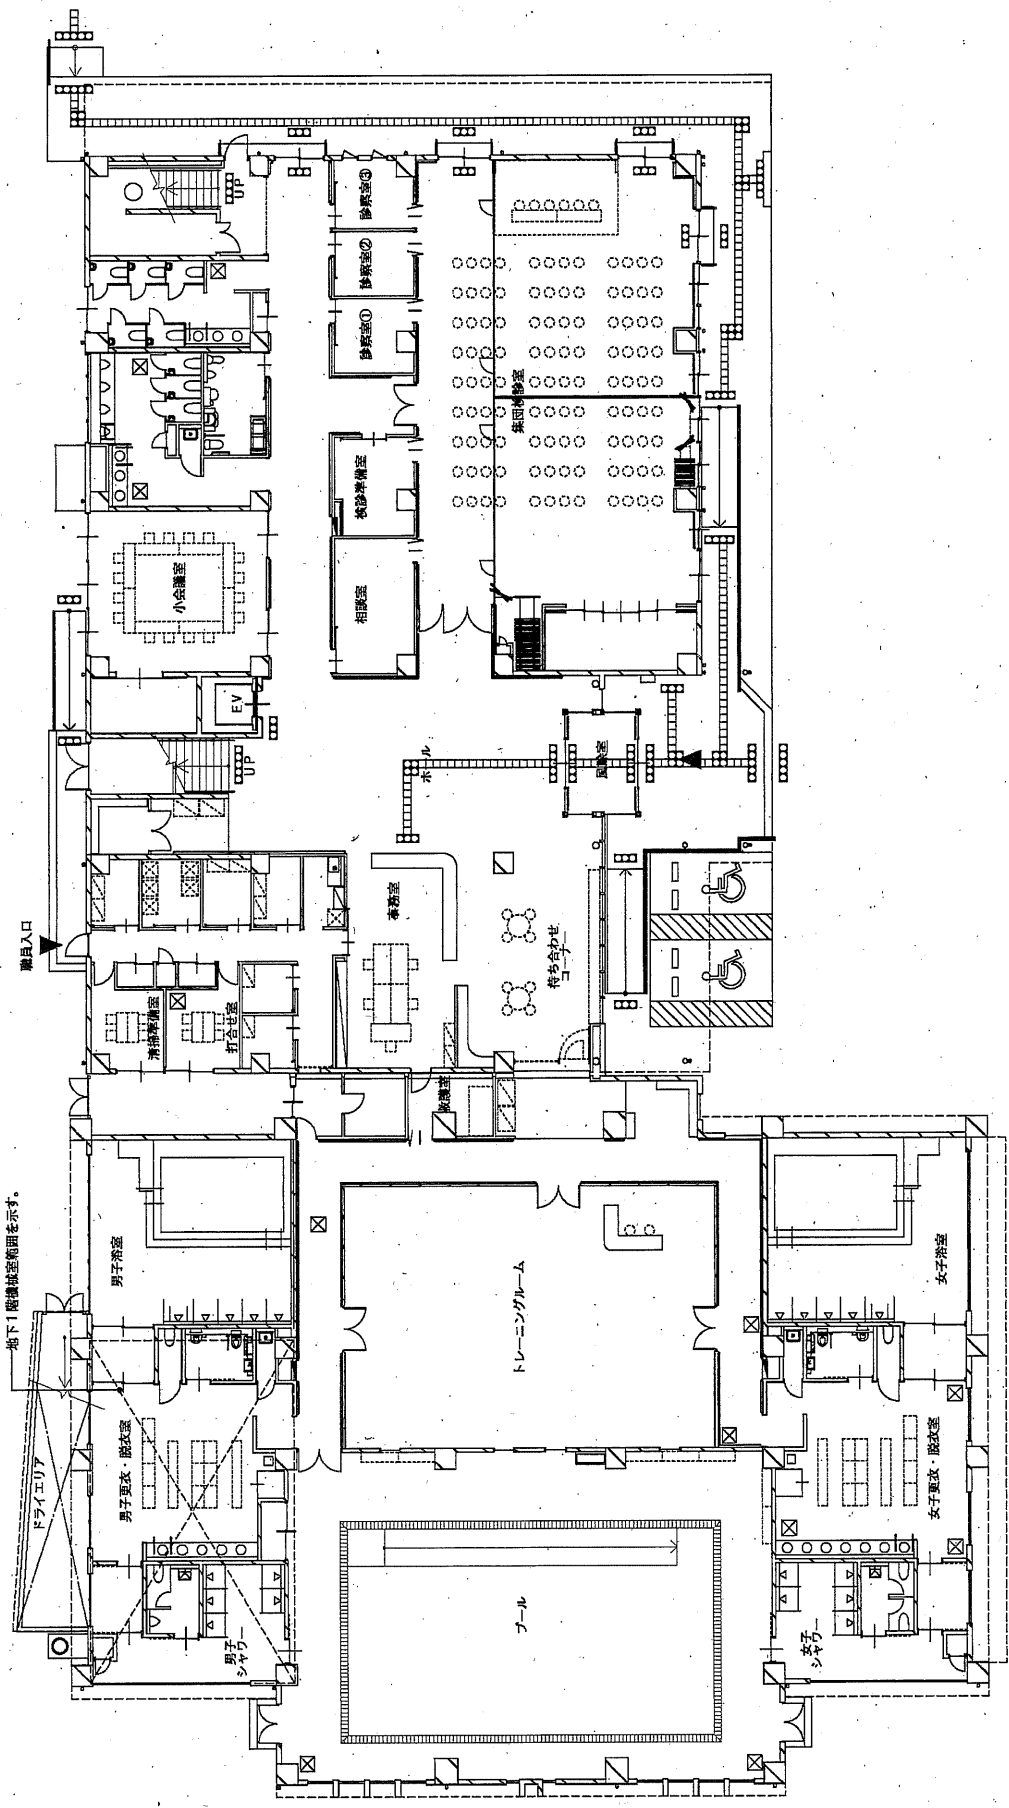 診察室③
診察室②
診察室①
UP
集団検診室
検診準備室
相談室
小会議室
EV
UP
ホール
風除室
職員入口
事務室
待ち合わせ
コーナー
清掃準備室
打合せ室
救護室
地下1階機械室範囲を示す。
男子浴室
女子浴室
トレーニングルーム
ドライエリア
男子更衣・脱衣室
女子更衣・脱衣室
プール
男子
シャワー
女子
シャワー